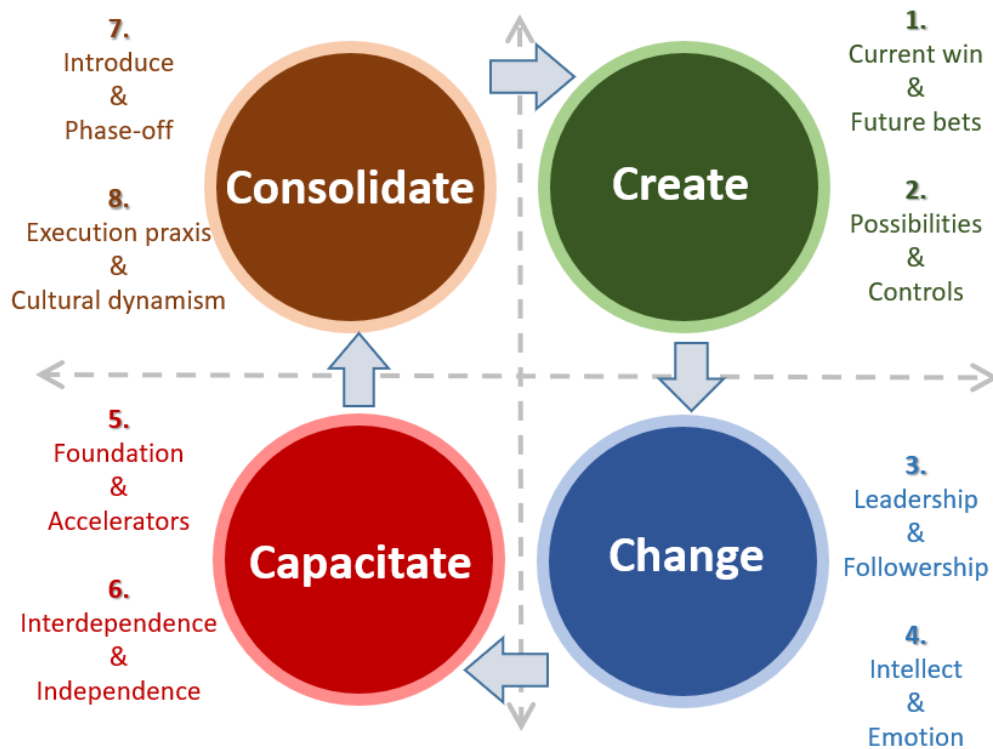 1.
Current win
&
Future bets
2.
Possibilities
&
Controls
Create
3.
Leadership
&
Followership
4.
Intellect
&
Emotion
Change
5.
Foundation
&
Accelerators
6.
Interdependence
&
Independence
Capacitate
7.
Introduce
&
Phase-off
8.
Execution praxis
&
Cultural dynamism
Consolidate